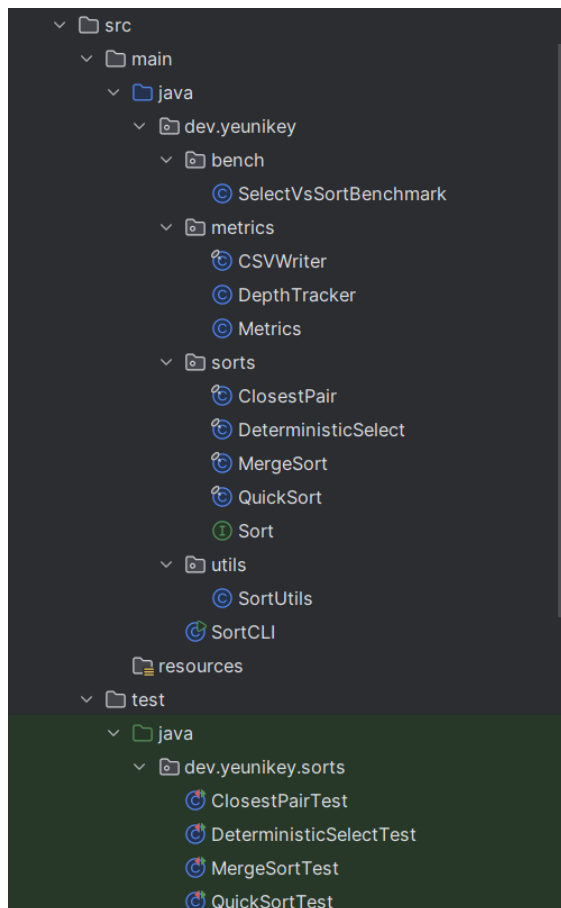 src
main
java
dev.yeunikey
bench
SelectVsSortBenchmark
metrics
CSVWriter
DepthTracker
Metrics
sorts
ClosestPair
DeterministicSelect
MergeSort
QuickSort
Sort
utils
SortUtils
SortCLI
resources
test
java
dev.yeunikey.sorts
ClosestPairTest
DeterministicSelectTest
MergeSortTest
QuickSortTest